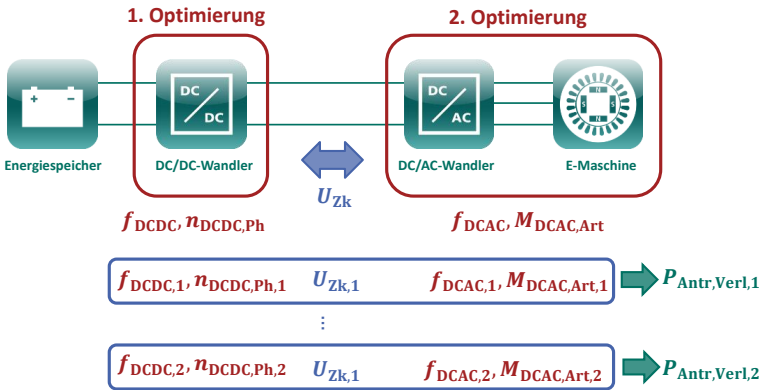 1. Optimierung
2. Optimierung
+ −
DC
DC
DC
AC
N
S S
N
Energiespeicher
DC/DC-Wandler
DC/AC-Wandler
E-Maschine
U_Zk
f_DCDC, n_DCDC,Ph
f_DCAC, M_DCAC,Art
f_DCDC,1, n_DCDC,Ph,1 U_Zk,1 f_DCAC,1, M_DCAC,Art,1 P_Antr,Verl,1
⋮
f_DCDC,2, n_DCDC,Ph,2 U_Zk,1 f_DCAC,2, M_DCAC,Art,2 P_Antr,Verl,2